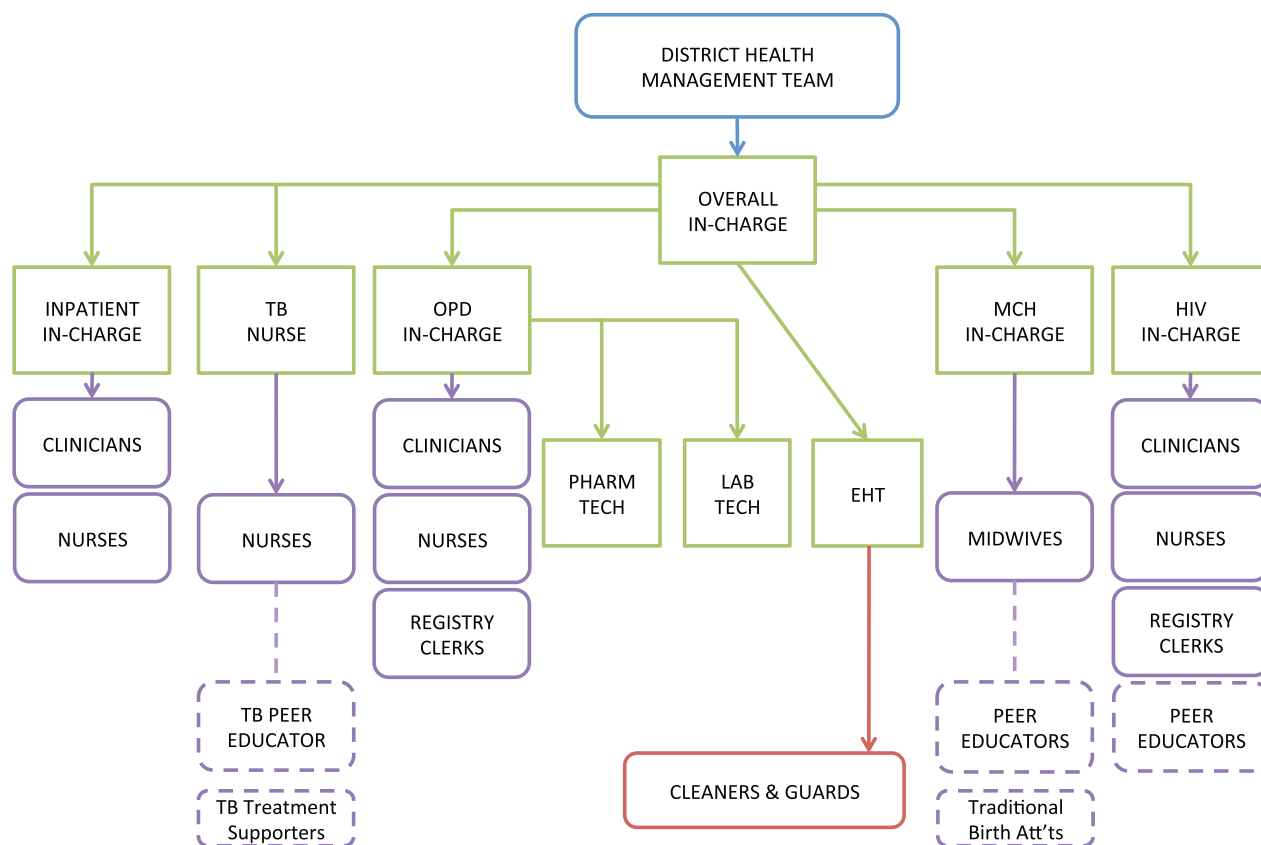 DISTRICT HEALTH
MANAGEMENT TEAM
OVERALL
IN-CHARGE
INPATIENT
IN-CHARGE
TB
NURSE
OPD
IN-CHARGE
MCH
IN-CHARGE
HIV
IN-CHARGE
CLINICIANS
CLINICIANS
CLINICIANS
PHARM
TECH
LAB
TECH
EHT
NURSES
NURSES
NURSES
MIDWIVES
NURSES
REGISTRY
CLERKS
REGISTRY
CLERKS
TB PEER
EDUCATOR
PEER
EDUCATORS
PEER
EDUCATORS
CLEANERS & GUARDS
TB Treatment
Supporters
Traditional
Birth Att'ts